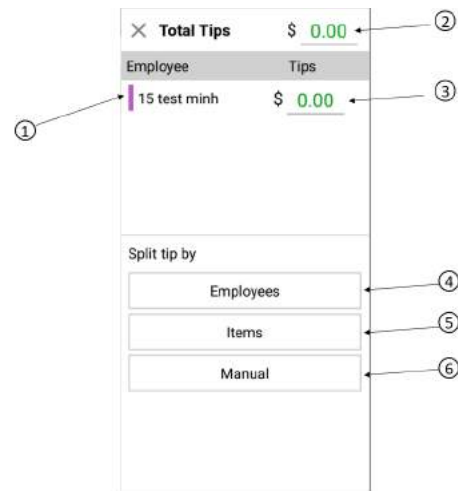 Total Tips $ 0.00 ②
Employee Tips
① 15 test minh $ 0.00 ③
Split tip by
Employees ④
Items ⑤
Manual ⑥